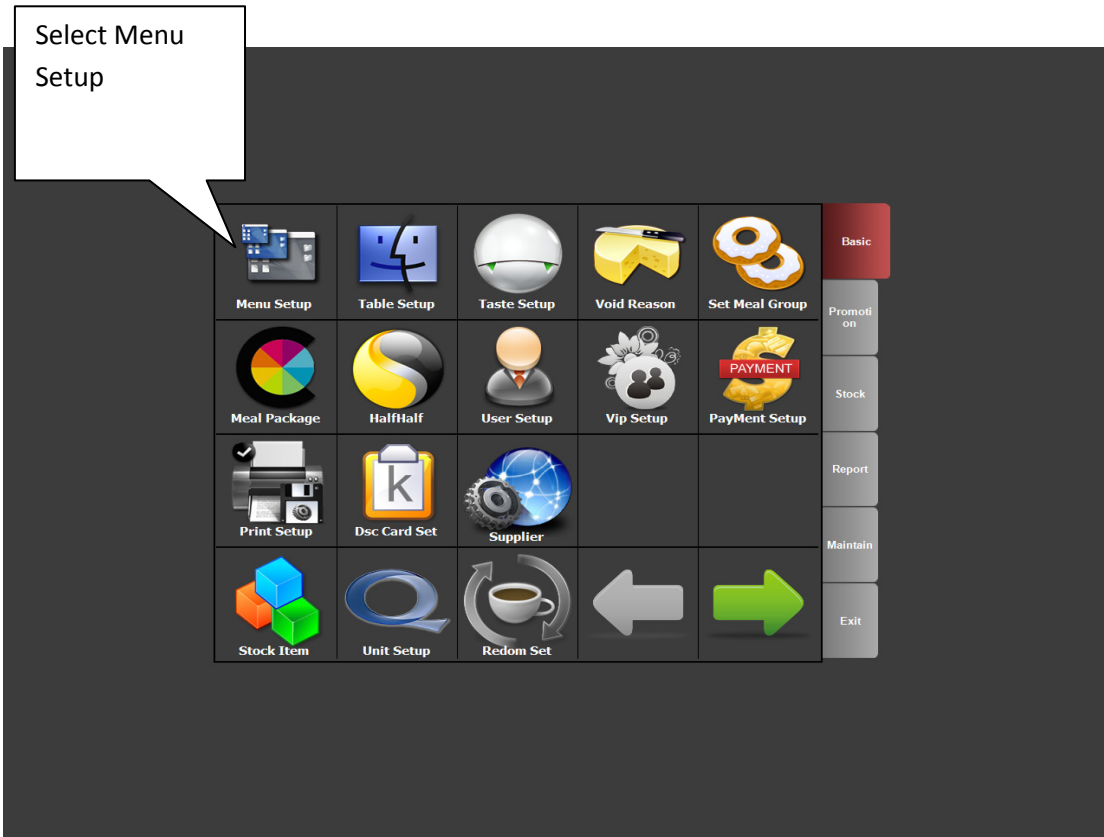 Select Menu
Setup
Menu Setup
Table Setup
Taste Setup
Void Reason
Set Meal Group
Basic
Promoti
on
Meal Package
HalfHalf
User Setup
Vip Setup
PAYMENT
PayMent Setup
Stock
Print Setup
k
Dsc Card Set
Supplier
Report
Maintain
Stock Item
Unit Setup
Redom Set
Exit